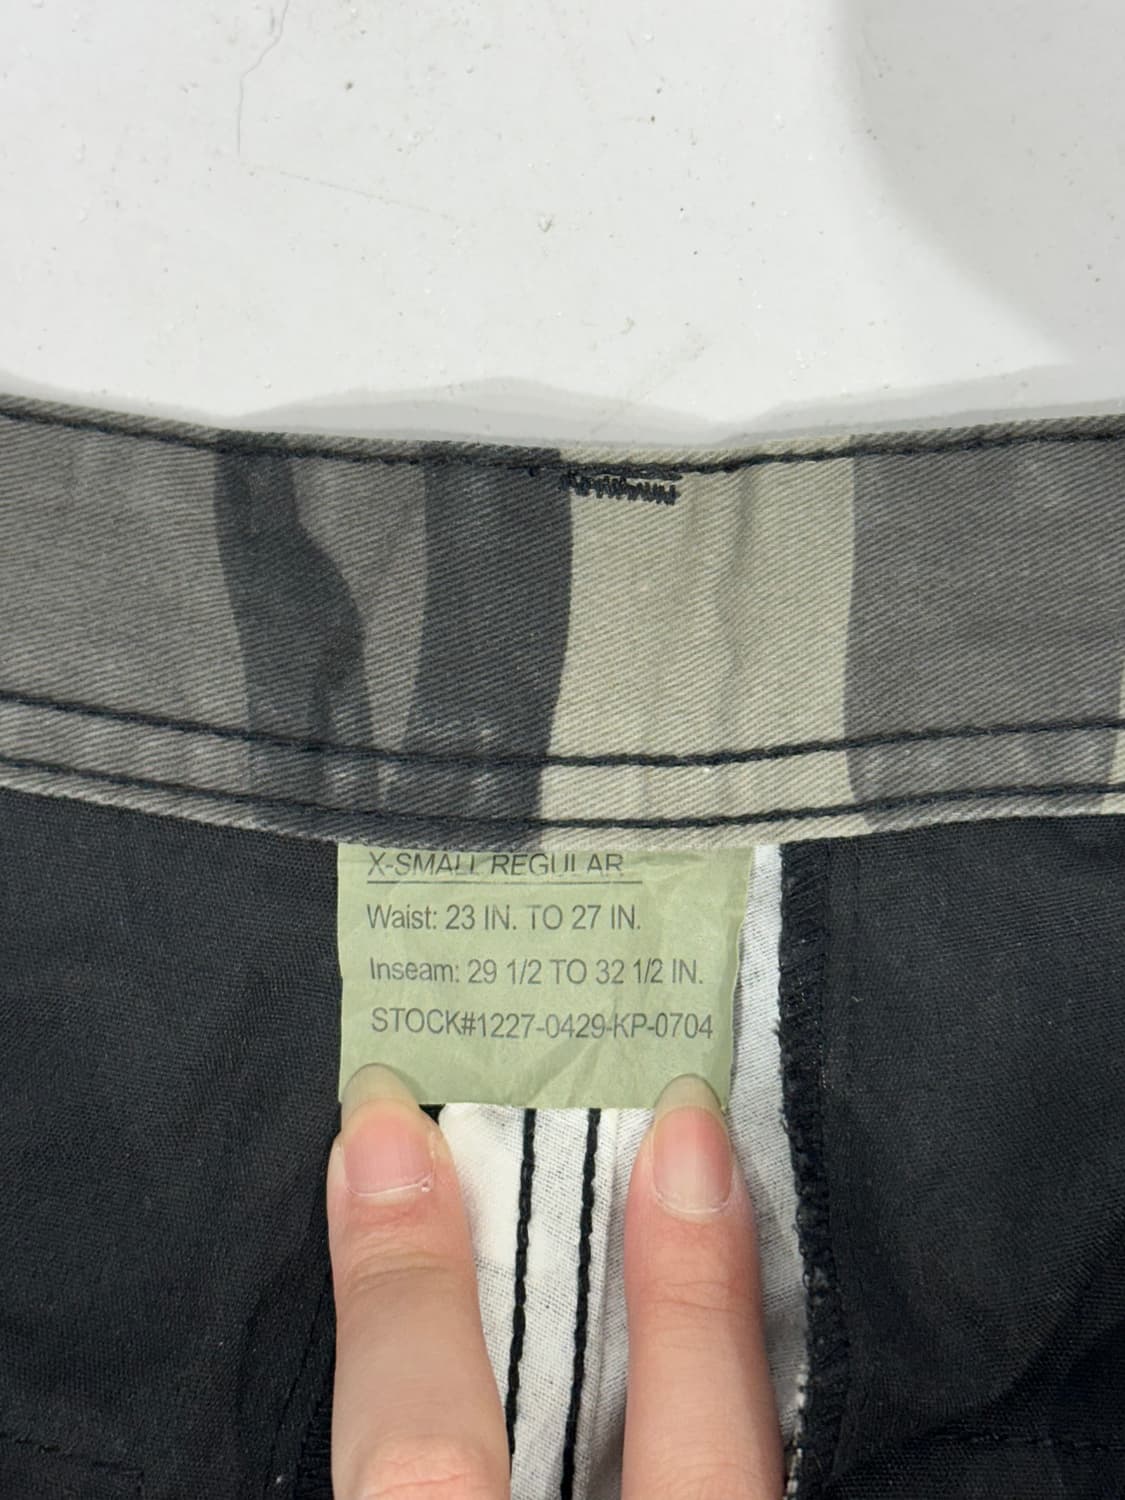 X-SMALL REGULAR
Waist: 23 IN. TO 27 IN.
Inseam: 29 1/2 TO 32 1/2 IN.
STOCK#1227-0429-KP-0704